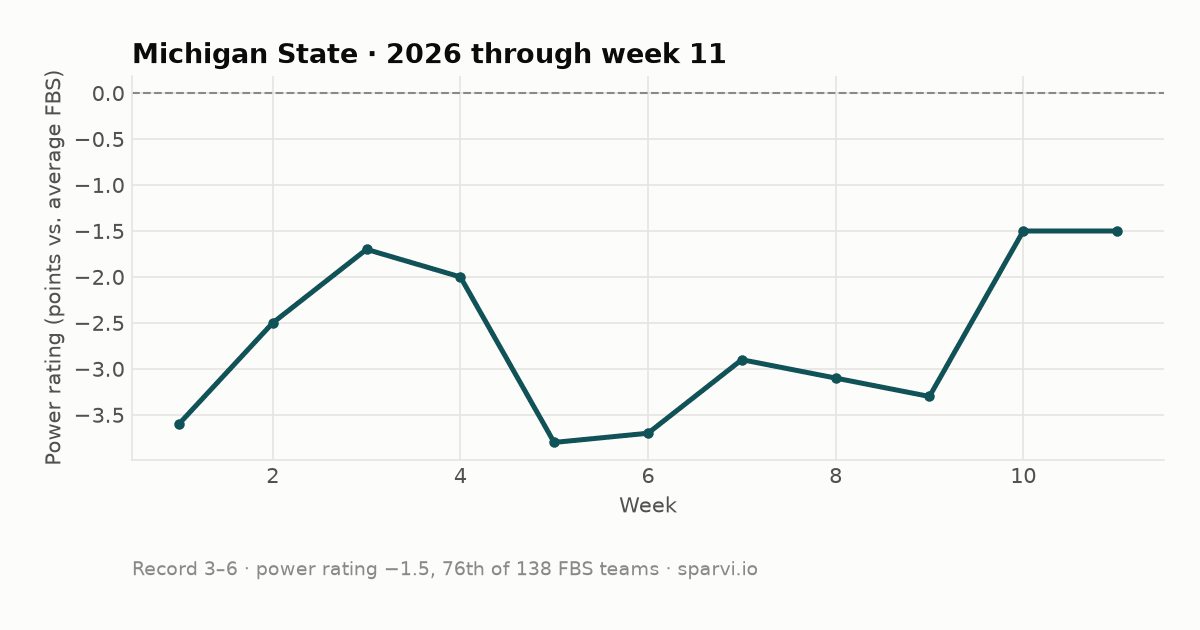 Michigan State · 2026 through week 11
Power rating (points vs. average FBS)
0.0
−0.5
−1.0
−1.5
−2.0
−2.5
−3.0
−3.5
2 4 6 8 10
Week
Record 3–6 · power rating −1.5, 76th of 138 FBS teams · sparvi.io